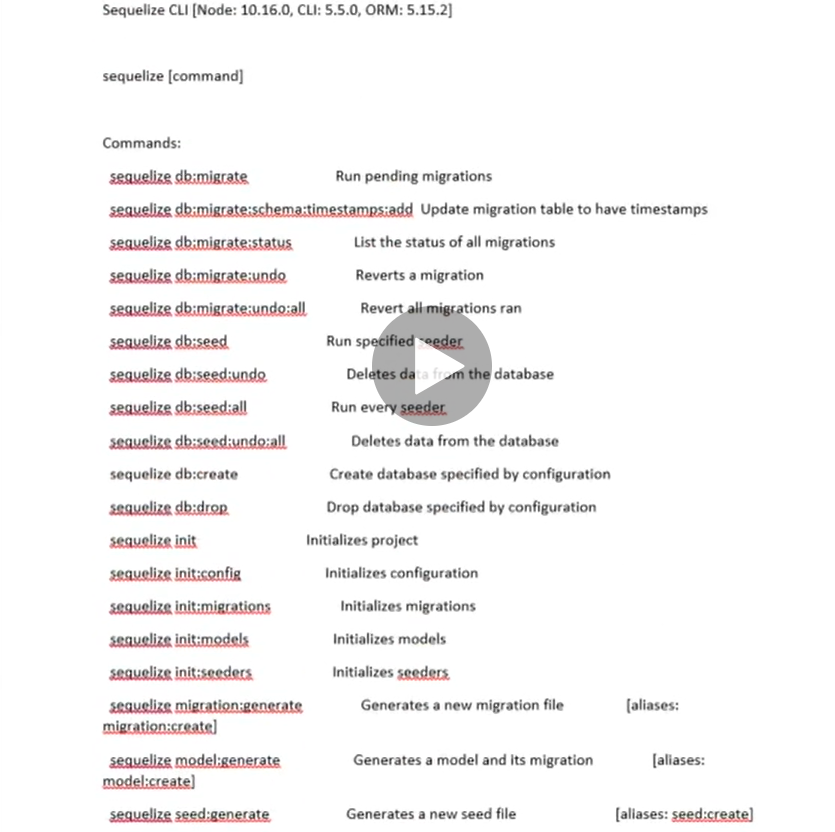 Sequelize CLI [Node: 10.16.0, CLI: 5.5.0, ORM: 5.15.2]
sequelize [command]
Commands:
sequelize db:migrate Run pending migrations
sequelize db:migrate:schema:timestamps:add Update migration table to have timestamps
sequelize db:migrate:status List the status of all migrations
sequelize db:migrate:undo Reverts a migration
sequelize db:migrate:undo:all Revert all migrations ran
sequelize db:seed Run specified seeder
sequelize db:seed:undo Deletes data from the database
sequelize db:seed:all Run every seeder
sequelize db:seed:undo:all Deletes data from the database
sequelize db:create Create database specified by configuration
sequelize db:drop Drop database specified by configuration
sequelize init Initializes project
sequelize init:config Initializes configuration
sequelize init:migrations Initializes migrations
sequelize init:models Initializes models
sequelize init:seeders Initializes seeders
sequelize migration:generate Generates a new migration file [aliases:
migration:create]
sequelize model:generate Generates a model and its migration [aliases:
model:create]
sequelize seed:generate Generates a new seed file [aliases: seed:create]